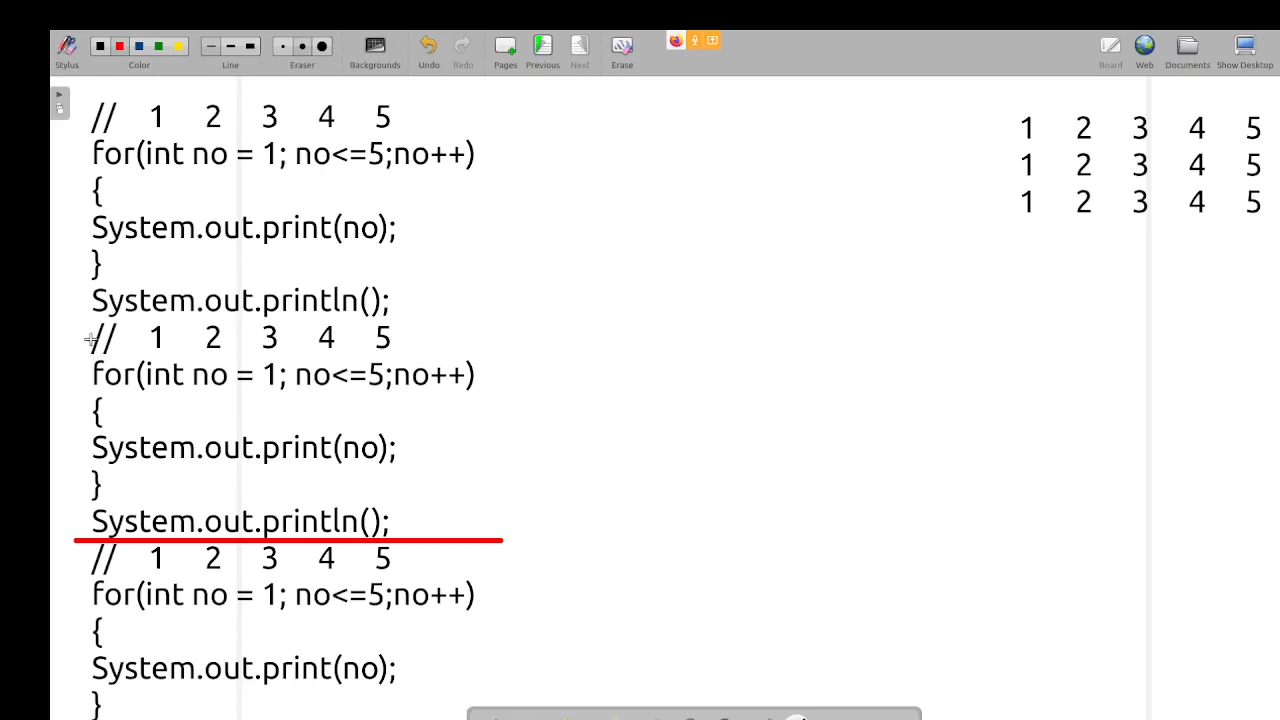 Stylus Color Line Eraser Backgrounds Undo Redo Pages Previous Next Erase Board Web Documents Show Desktop
// 1 2 3 4 5
for(int no = 1; no<=5;no++)
{
System.out.print(no);
}
System.out.println();
// 1 2 3 4 5
for(int no = 1; no<=5;no++)
{
System.out.print(no);
}
System.out.println();
// 1 2 3 4 5
for(int no = 1; no<=5;no++)
{
System.out.print(no);
}
1 2 3 4 5
1 2 3 4 5
1 2 3 4 5